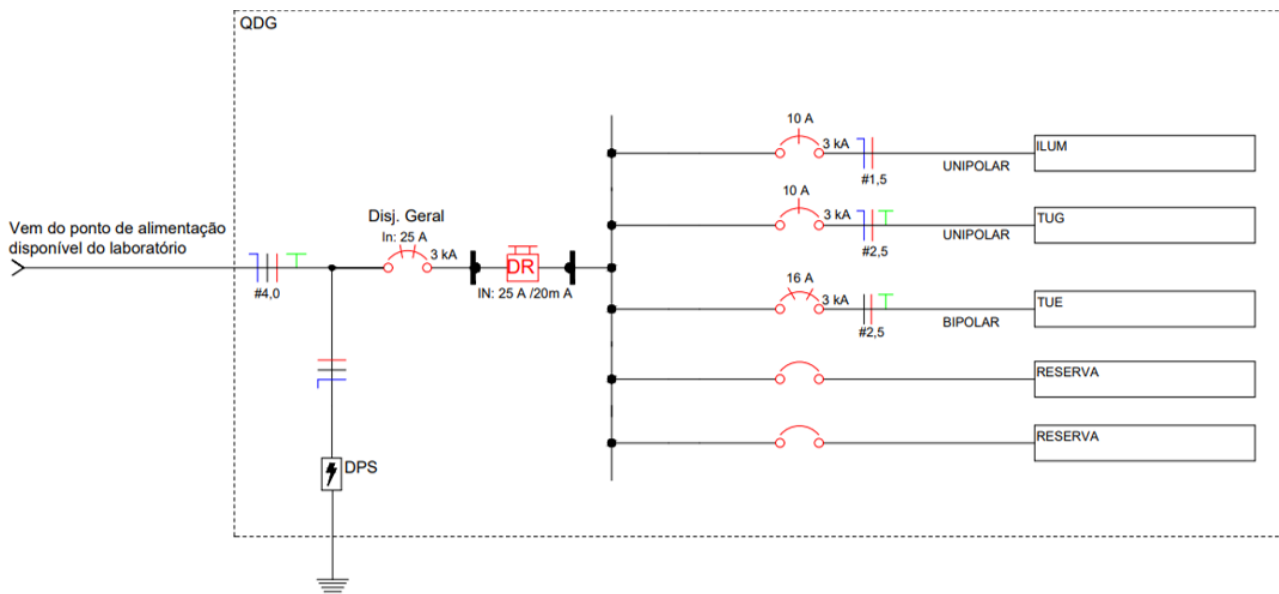 QDG
Vem do ponto de alimentação
disponível do laboratório
#4,0
Disj. Geral
In: 25 A
3 kA
DR
IN: 25 A /20m A
DPS
10 A
3 kA
#1,5
UNIPOLAR
ILUM
10 A
3 kA
#2,5
UNIPOLAR
TUG
16 A
3 kA
#2,5
BIPOLAR
TUE
RESERVA
RESERVA